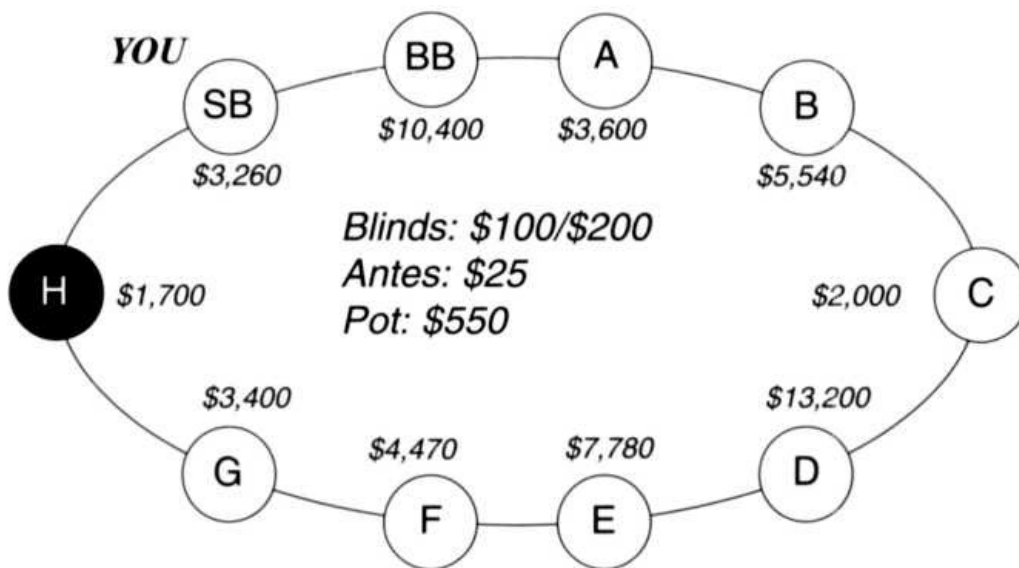 YOU
SB
BB
A
B
$3,260
$10,400
$3,600
$5,540
Blinds: $100/$200
Antes: $25
Pot: $550
H
$1,700
$2,000
C
$3,400
$4,470
$7,780
$13,200
G
F
E
D